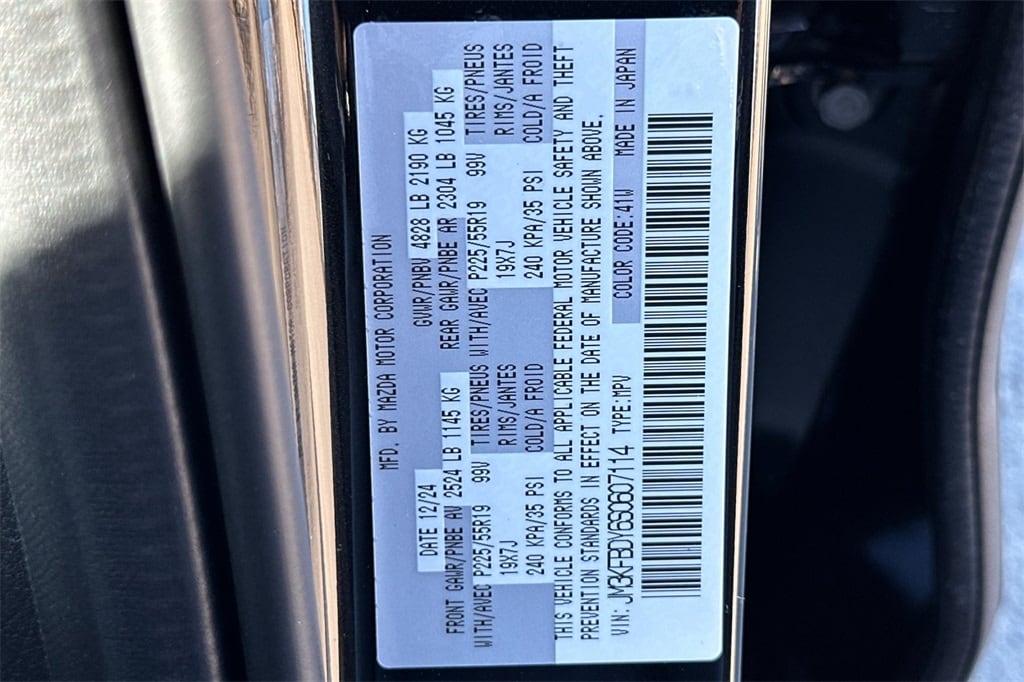 MFD. BY MAZDA MOTOR CORPORATION
DATE 12/24 GVWR/PNBV 4828 LB 2190 KG
FRONT GAWR/PNBE AV 2524 LB 1145 KG REAR GAWR/PNBE AR 2304 LB 1045 KG
WITH/AVEC P225/55R19 99V TIRES/PNEUS WITH/AVEC P225/55R19 99V TIRES/PNEUS
19X7J RIMS/JANTES 19X7J RIMS/JANTES
240 KPA/35 PSI COLD/A FROID 240 KPA/35 PSI COLD/A FROID
THIS VEHICLE CONFORMS TO ALL APPLICABLE FEDERAL MOTOR VEHICLE SAFETY AND THEFT
PREVENTION STANDARDS IN EFFECT ON THE DATE OF MANUFACTURE SHOWN ABOVE.
VIN: JM3KFBDY6S0607114 TYPE:MPV COLOR CODE:41W MADE IN JAPAN